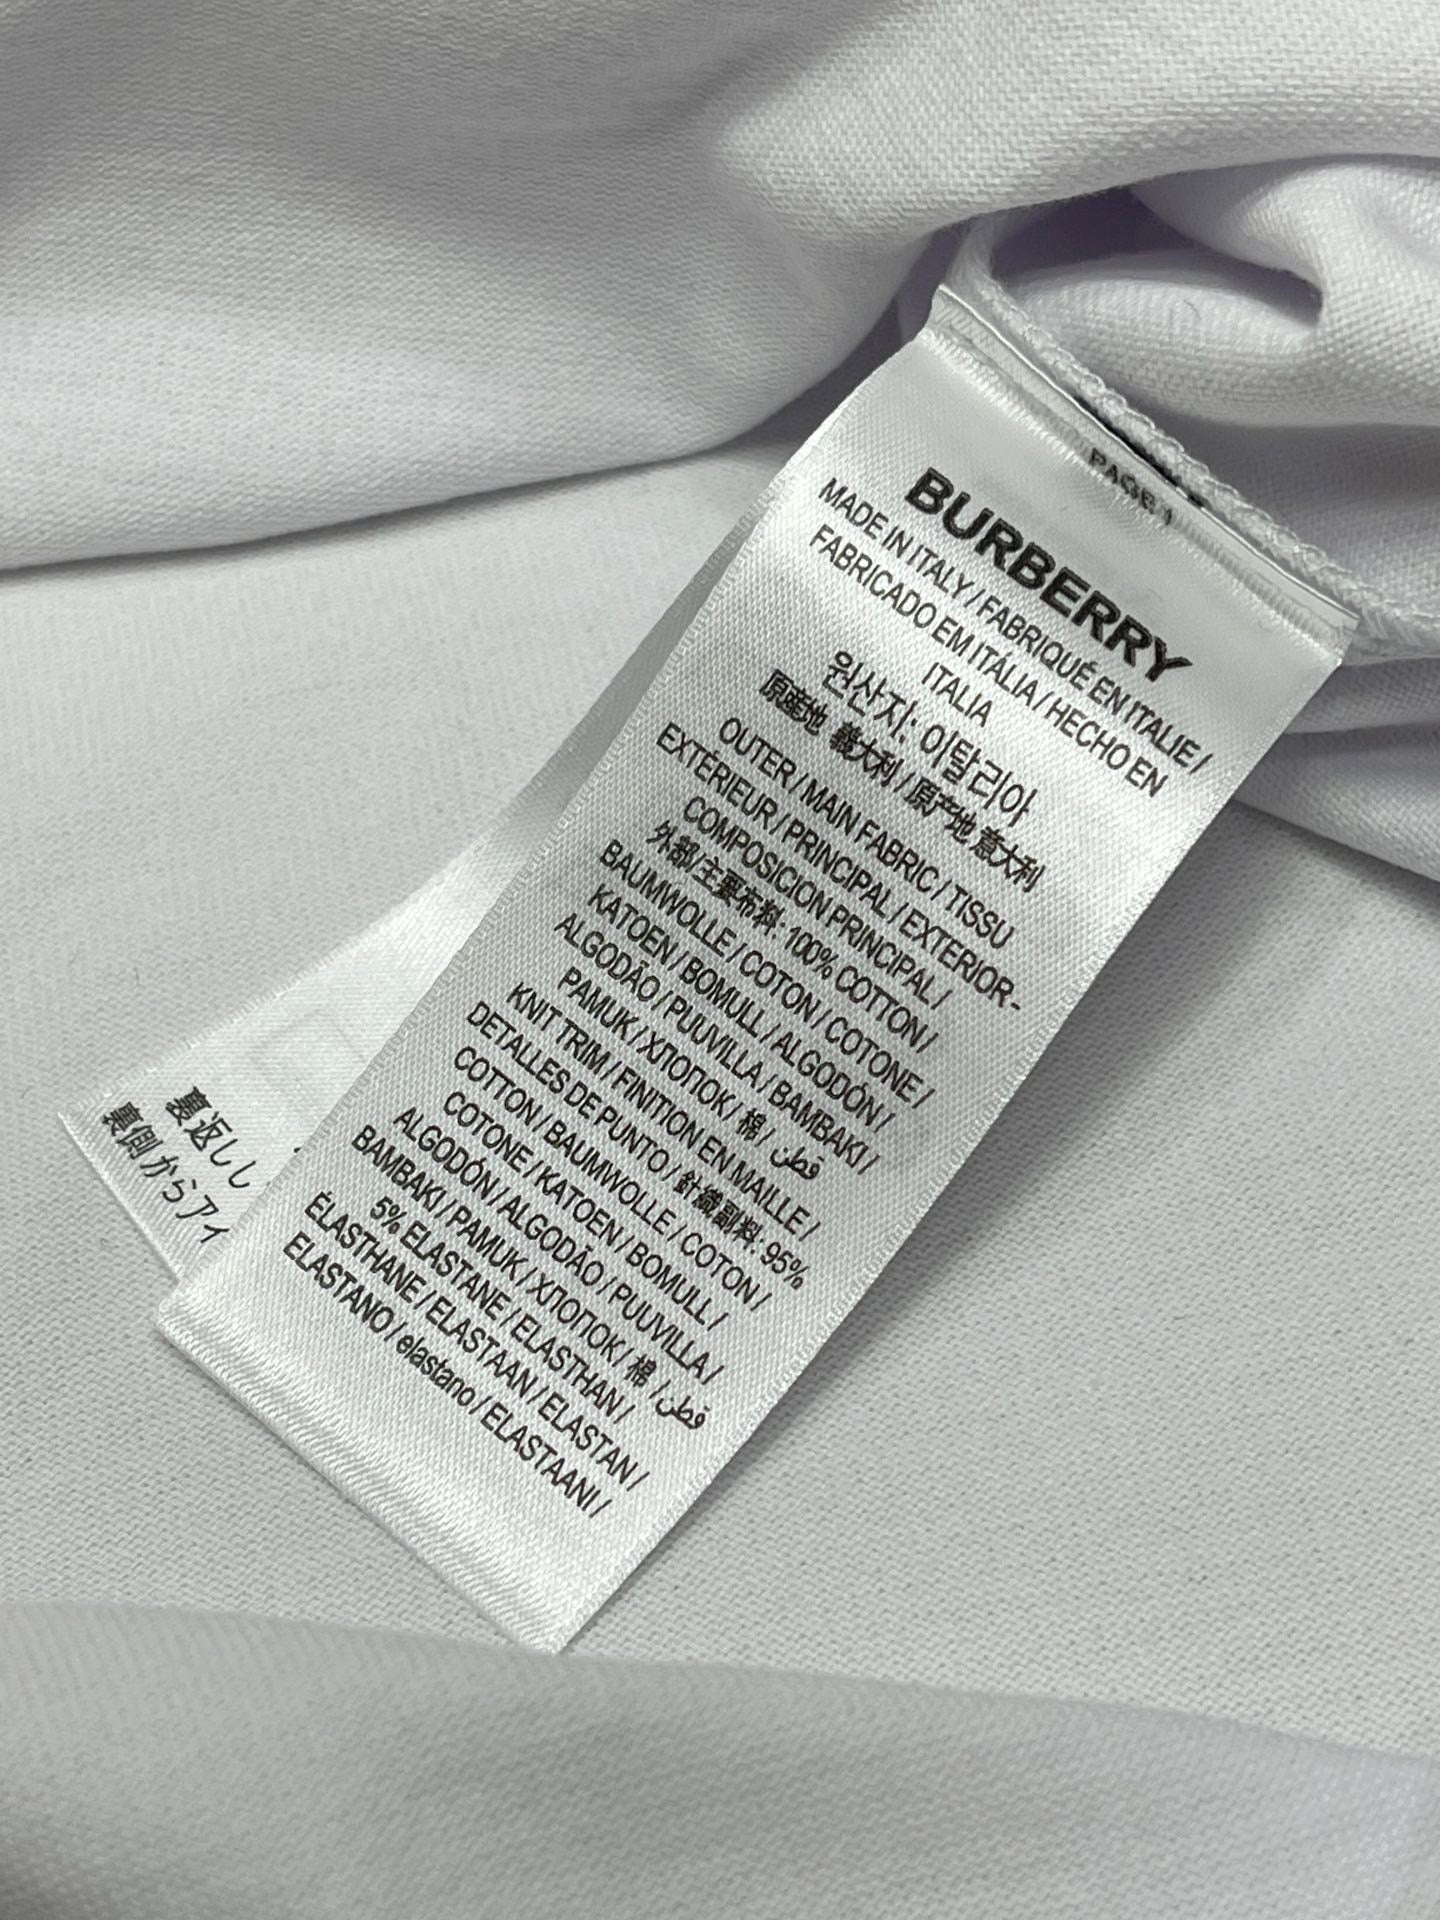 PAGE 1
BURBERRY
MADE IN ITALY / FABRIQUÉ EN ITALIE /
FABRICADO EM ITÁLIA / HECHO EN
ITALIA
원산지: 이탈리아
原産地 義大利 / 原产地 意大利
OUTER / MAIN FABRIC / TISSU
EXTÉRIEUR / PRINCIPAL / EXTERIOR-
COMPOSICION PRINCIPAL /
外部/主要布料: 100% COTTON /
BAUMWOLLE / COTON / COTONE /
KATOEN / BOMULL / ALGODÓN /
ALGODÃO / PUUVILLA / BAMBAKI /
PAMUK / ХЛОПОК / 棉 / قطن
KNIT TRIM / FINITION EN MAILLE /
DETALLES DE PUNTO / 針織副料: 95%
COTTON / BAUMWOLLE / COTON /
COTONE / KATOEN / BOMULL /
ALGODÓN / ALGODÃO / PUUVILLA /
BAMBAKI / PAMUK / ХЛОПОК / 棉 / قطن
5% ELASTANE / ELASTHAN /
ÉLASTHANE / ELASTAAN / ELASTAN /
ELASTANO / elastano / ELASTAANI /
裏返しし
裏側からアイ